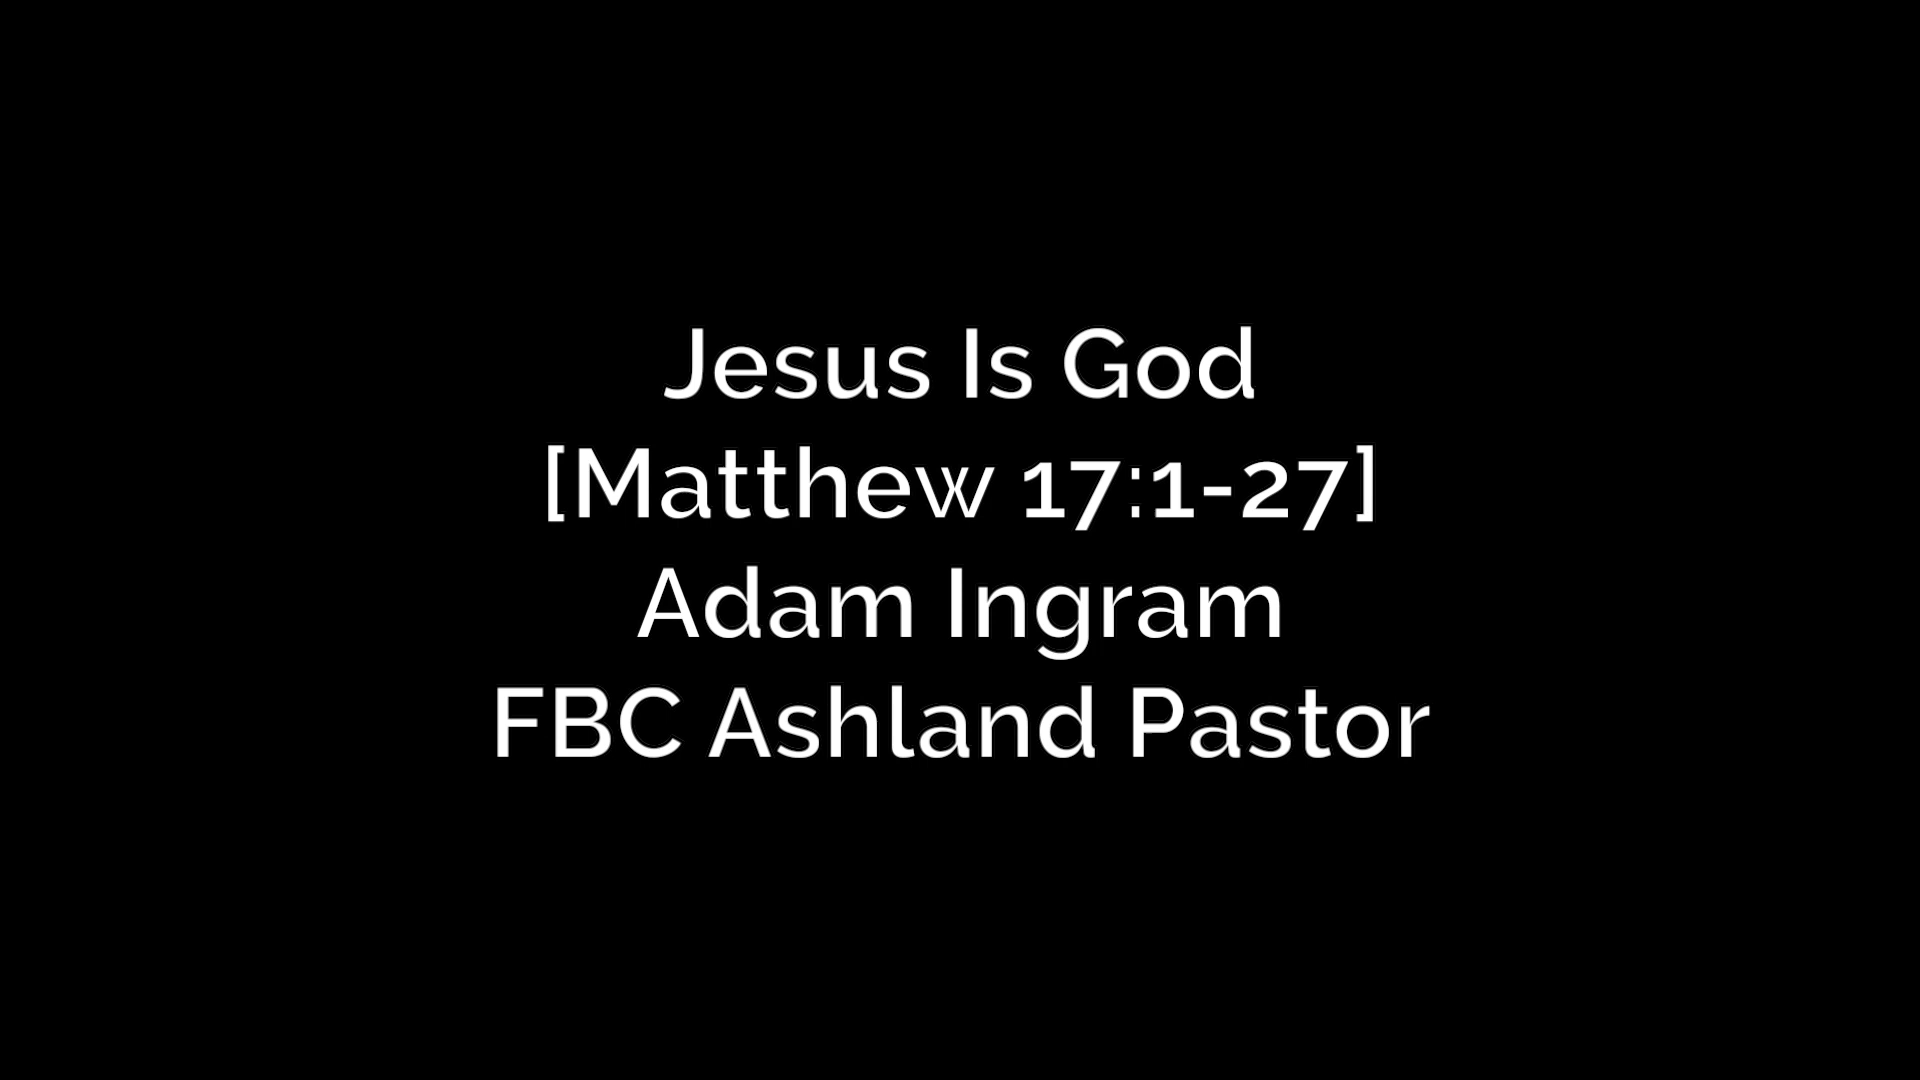 Jesus Is God
[Matthew 17:1-27]
Adam Ingram
FBC Ashland Pastor